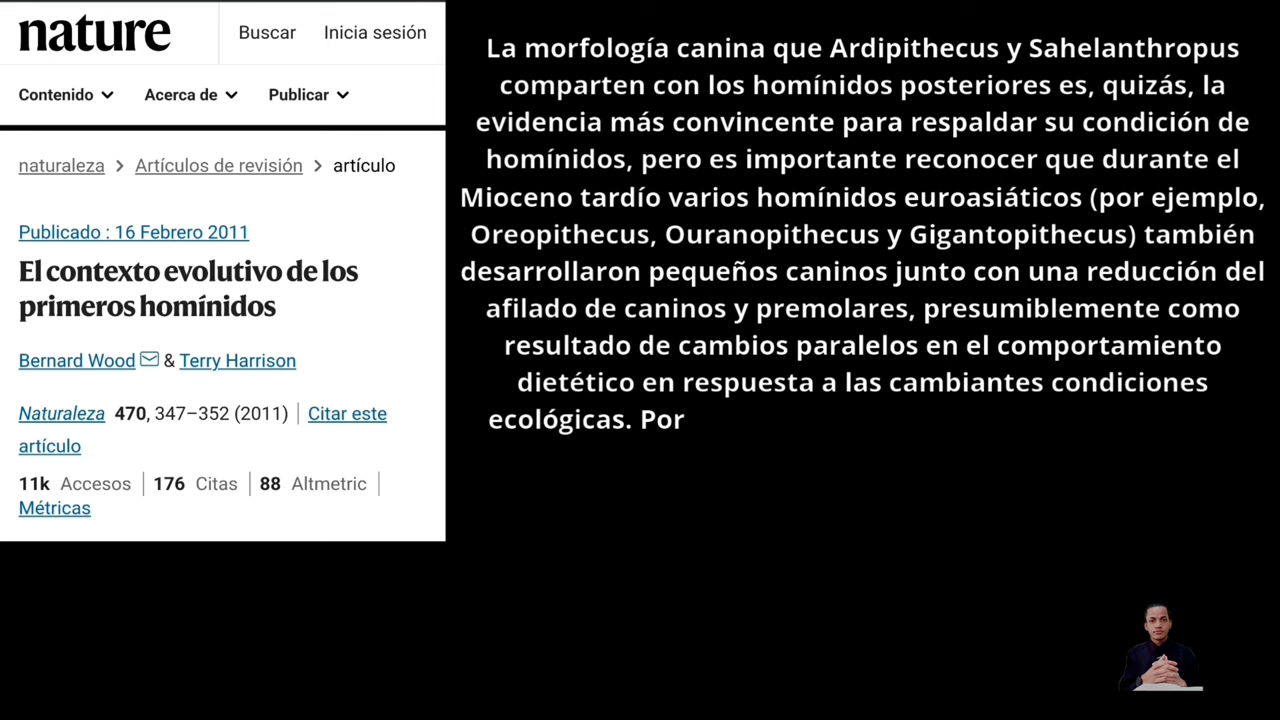 nature
Buscar
Inicia sesión
Contenido
Acerca de
Publicar
naturaleza > Artículos de revisión > artículo
Publicado : 16 Febrero 2011
El contexto evolutivo de los
primeros homínidos
Bernard Wood & Terry Harrison
Naturaleza 470, 347–352 (2011) | Citar este
artículo
11k Accesos | 176 Citas | 88 Altmetric |
Métricas
La morfología canina que Ardipithecus y Sahelanthropus
comparten con los homínidos posteriores es, quizás, la
evidencia más convincente para respaldar su condición de
homínidos, pero es importante reconocer que durante el
Mioceno tardío varios homínidos euroasiáticos (por ejemplo,
Oreopithecus, Ouranopithecus y Gigantopithecus) también
desarrollaron pequeños caninos junto con una reducción del
afilado de caninos y premolares, presumiblemente como
resultado de cambios paralelos en el comportamiento
dietético en respuesta a las cambiantes condiciones
ecológicas. Por